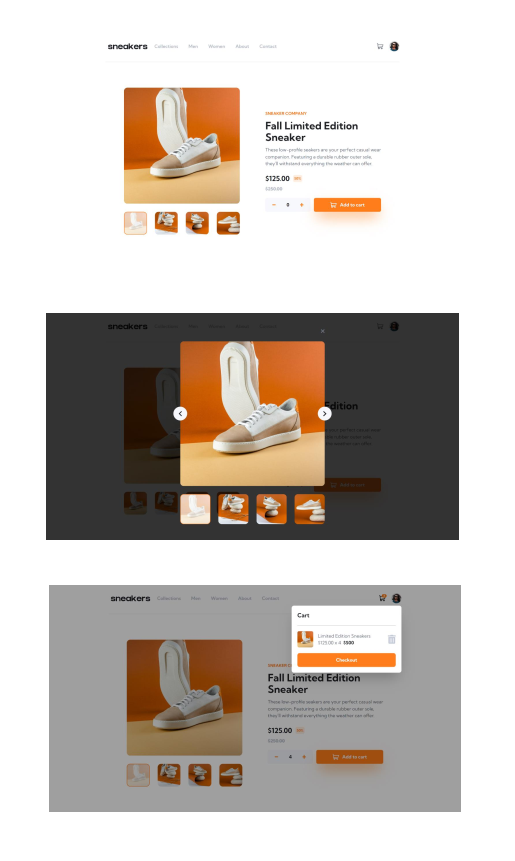 sneakers Collections Men Women About Contact
SNEAKER COMPANY
Fall Limited Edition
Sneaker
These low-profile seakers are your perfect casual wear
companion. Featuring a durable rubber outer sole,
they'll withstand everything the weather can offer.
$125.00 50%
$250.00
− 0 + Add to cart
sneakers Collections Men Women About Contact
Edition
Add to cart
sneakers Collections Men Women About Contact
Cart
Limited Edition Sneakers
$125.00 x 4 $500
Checkout
SNEAKER
Fall Limited Edition
Sneaker
These low-profile seakers are your perfect casual wear
companion. Featuring a durable rubber outer sole,
they'll withstand everything the weather can offer.
$125.00 50%
$250.00
− 4 + Add to cart